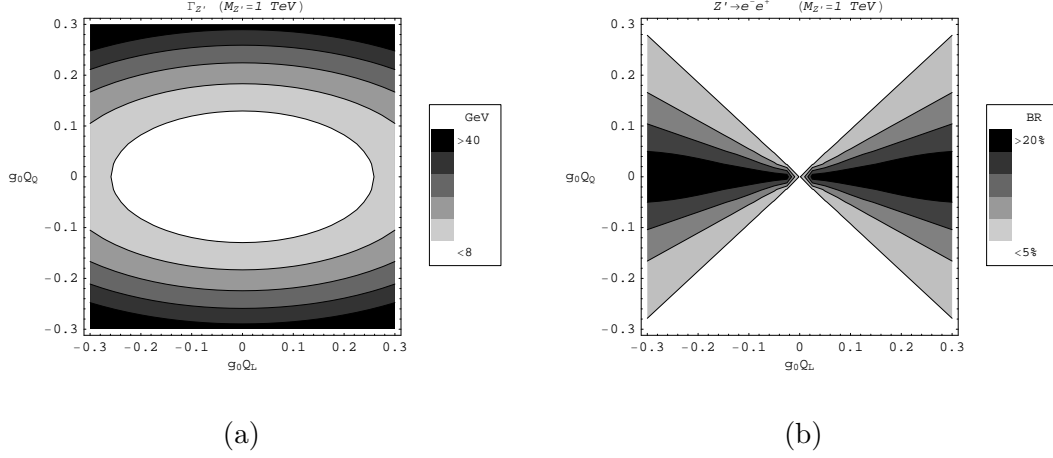 Γ_Z′ (M_Z′=1 TeV)
0.3
0.2
0.1
0
−0.1
−0.2
−0.3
g₀Q_Q
−0.3 −0.2 −0.1 0 0.1 0.2 0.3
g₀Q_L
GeV
>40
<8
(a)
Z′→e⁻e⁺ (M_Z′=1 TeV)
0.3
0.2
0.1
0
−0.1
−0.2
−0.3
g₀Q_Q
−0.3 −0.2 −0.1 0 0.1 0.2 0.3
g₀Q_L
BR
>20%
<5%
(b)